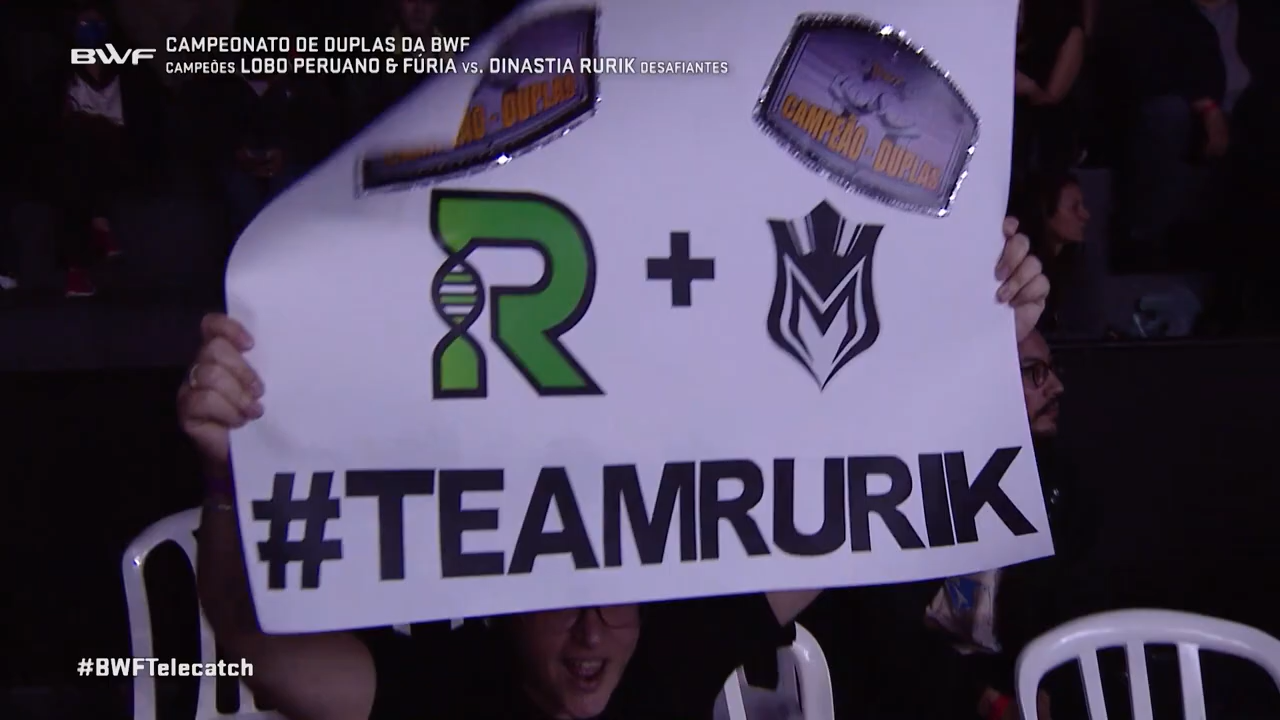 BWF
CAMPEONATO DE DUPLAS DA BWF
CAMPEÕES LOBO PERUANO & FÚRIA VS. DINASTIA RURIK DESAFIANTES
CAMPEÃO - DUPLAS
R + M
#TEAMRURIK
#BWFTelecatch